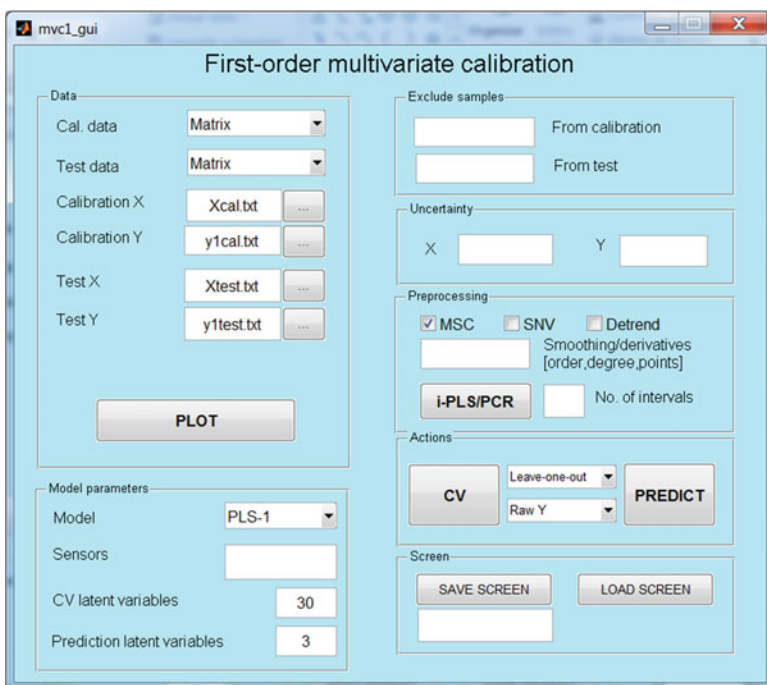 mvc1_gui
First-order multivariate calibration
Data
Cal. data Matrix
Test data Matrix
Calibration X Xcal.txt ...
Calibration Y y1cal.txt ...
Test X Xtest.txt ...
Test Y y1test.txt ...
PLOT
Model parameters
Model PLS-1
Sensors
CV latent variables 30
Prediction latent variables 3
Exclude samples
From calibration
From test
Uncertainty
X Y
Preprocessing
MSC SNV Detrend
Smoothing/derivatives
[order,degree,points]
i-PLS/PCR No. of intervals
Actions
CV Leave-one-out PREDICT
Raw Y
Screen
SAVE SCREEN LOAD SCREEN